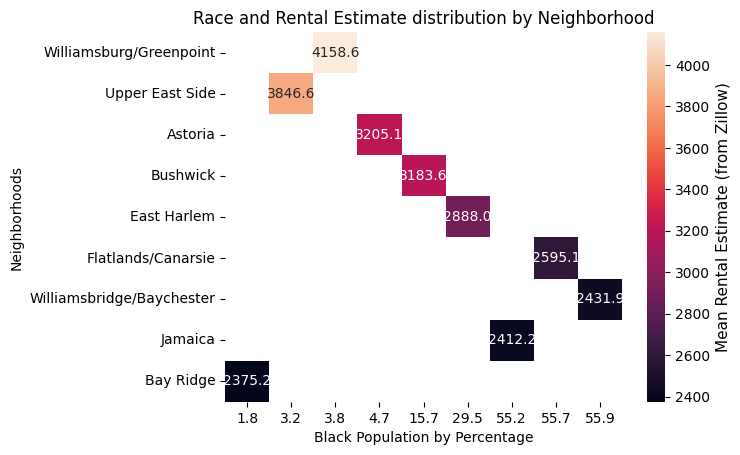 Race and Rental Estimate distribution by Neighborhood
Neighborhoods
Williamsburg/Greenpoint
Upper East Side
Astoria
Bushwick
East Harlem
Flatlands/Canarsie
Williamsbridge/Baychester
Jamaica
Bay Ridge
4158.6
3846.6
3205.1
3183.6
2888.0
2595.1
2431.9
2412.2
2375.2
1.8 3.2 3.8 4.7 15.7 29.5 55.2 55.7 55.9
Black Population by Percentage
4000
3800
3600
3400
3200
3000
2800
2600
2400
Mean Rental Estimate (from Zillow)